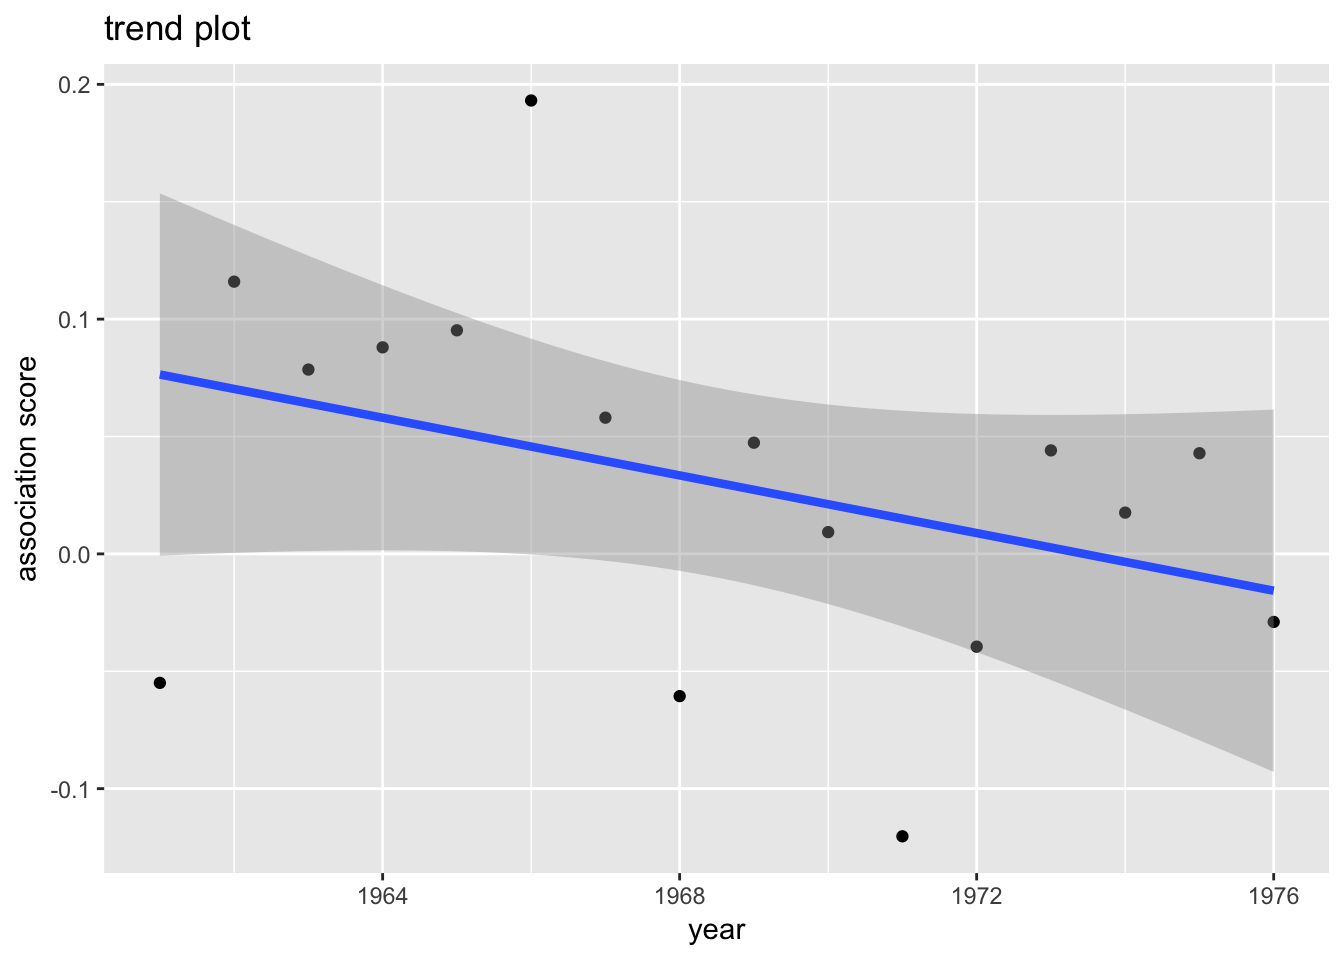 trend plot
0.2
0.1
0.0
-0.1
association score
1964 1968 1972 1976
year